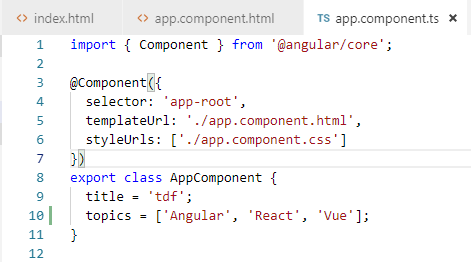 index.html app.component.html TS app.component.ts
1 import { Component } from '@angular/core';
2
3 @Component({
4 selector: 'app-root',
5 templateUrl: './app.component.html',
6 styleUrls: ['./app.component.css']
7 })
8 export class AppComponent {
9 title = 'tdf';
10 topics = ['Angular', 'React', 'Vue'];
11 }
12